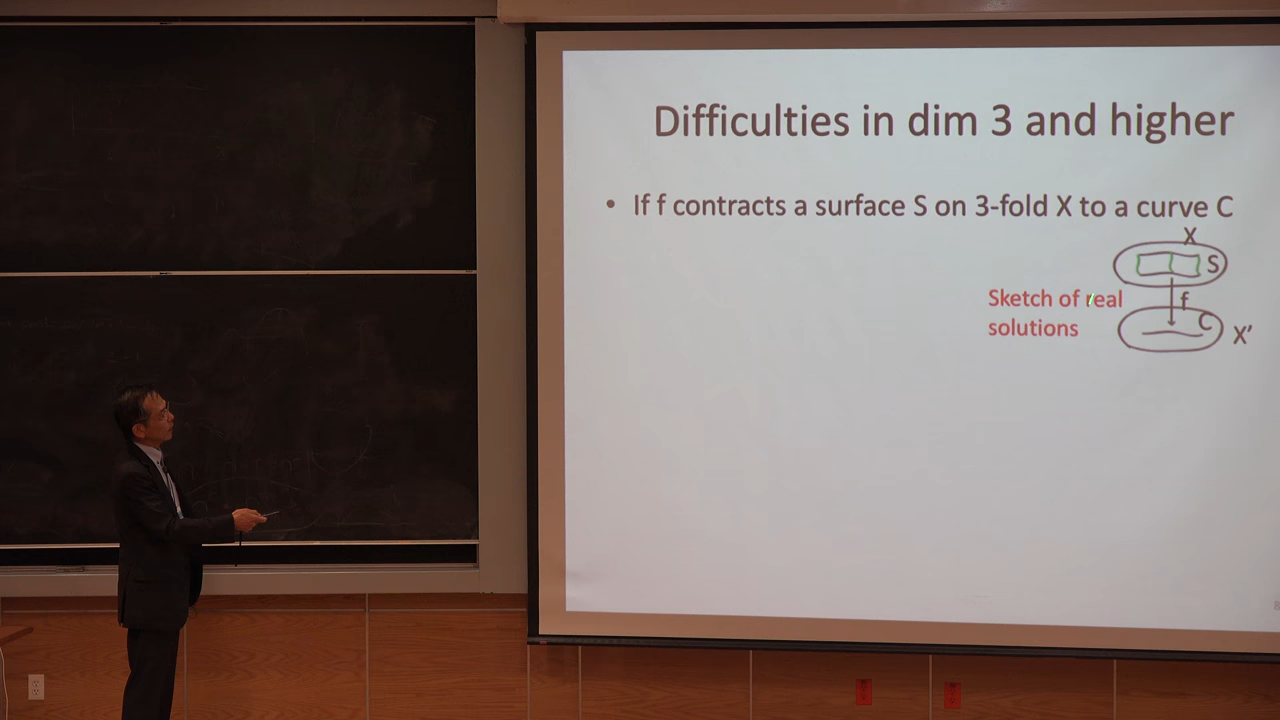 Difficulties in dim 3 and higher
• If f contracts a surface S on 3-fold X to a curve C
X
S
Sketch of real
solutions
f
C
X'